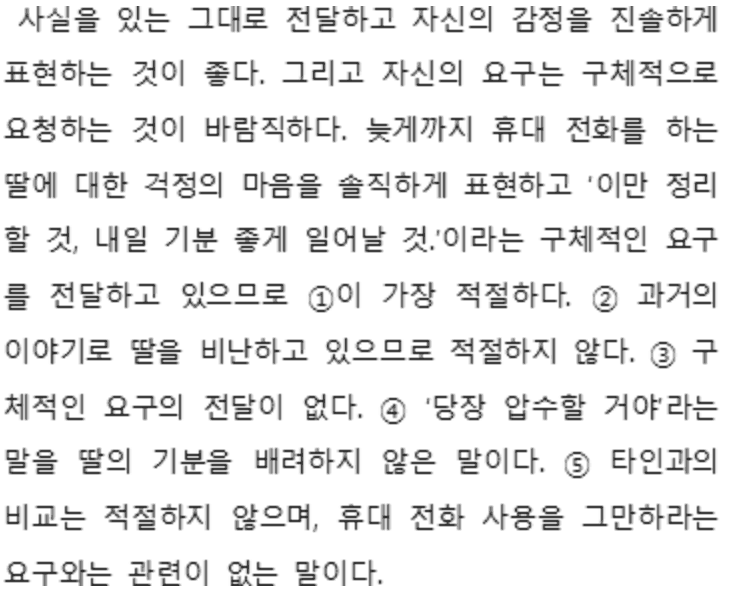 사실을 있는 그대로 전달하고 자신의 감정을 진솔하게
표현하는 것이 좋다. 그리고 자신의 요구는 구체적으로
요청하는 것이 바람직하다. 늦게까지 휴대 전화를 하는
딸에 대한 걱정의 마음을 솔직하게 표현하고 '이만 정리
할 것, 내일 기분 좋게 일어날 것.'이라는 구체적인 요구
를 전달하고 있으므로 ①이 가장 적절하다. ② 과거의
이야기로 딸을 비난하고 있으므로 적절하지 않다. ③ 구
체적인 요구의 전달이 없다. ④ '당장 압수할 거야'라는
말을 딸의 기분을 배려하지 않은 말이다. ⑤ 타인과의
비교는 적절하지 않으며, 휴대 전화 사용을 그만하라는
요구와는 관련이 없는 말이다.